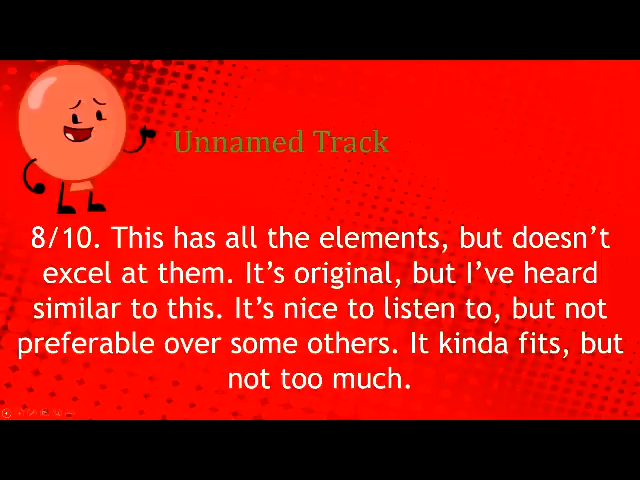 Unnamed Track
8/10. This has all the elements, but doesn't
excel at them. It's original, but I've heard
similar to this. It's nice to listen to, but not
preferable over some others. It kinda fits, but
not too much.